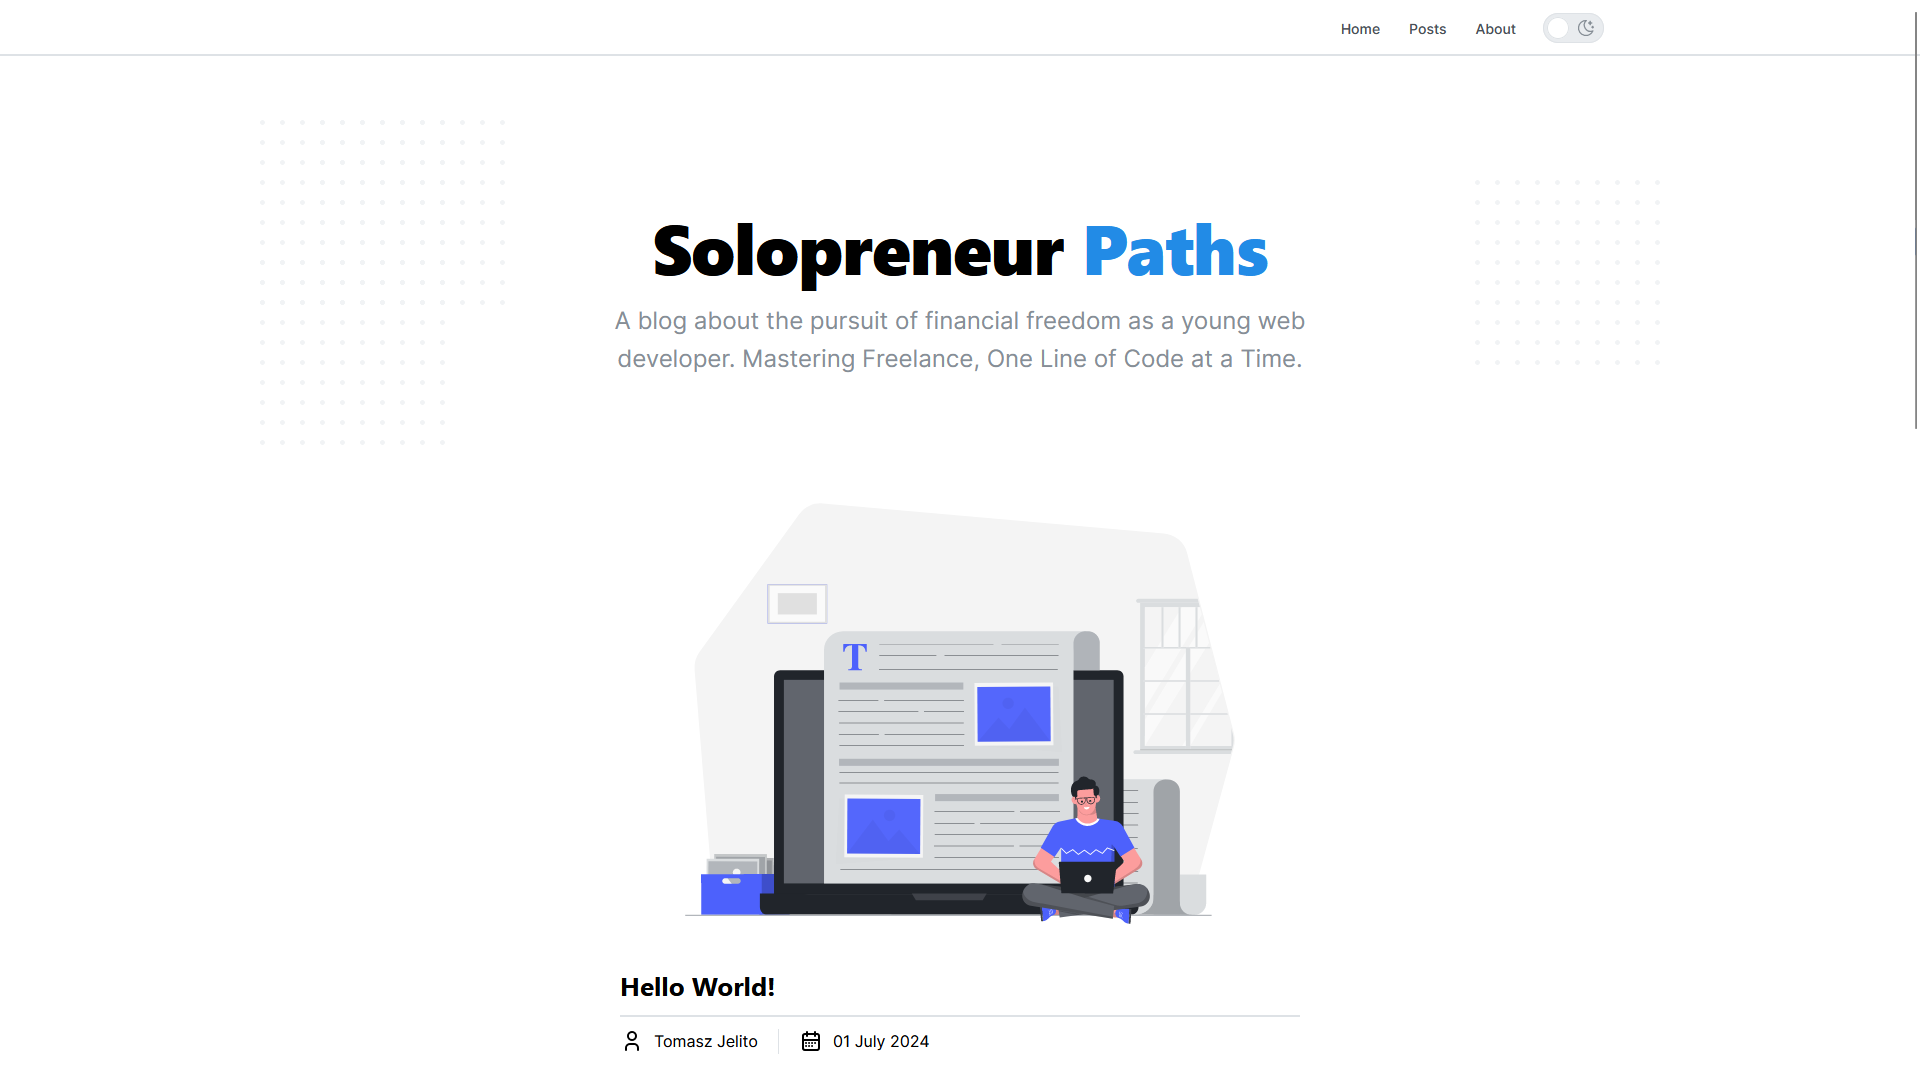 Home Posts About
Solopreneur Paths
A blog about the pursuit of financial freedom as a young web
developer. Mastering Freelance, One Line of Code at a Time.
T
Hello World!
Tomasz Jelito 01 July 2024